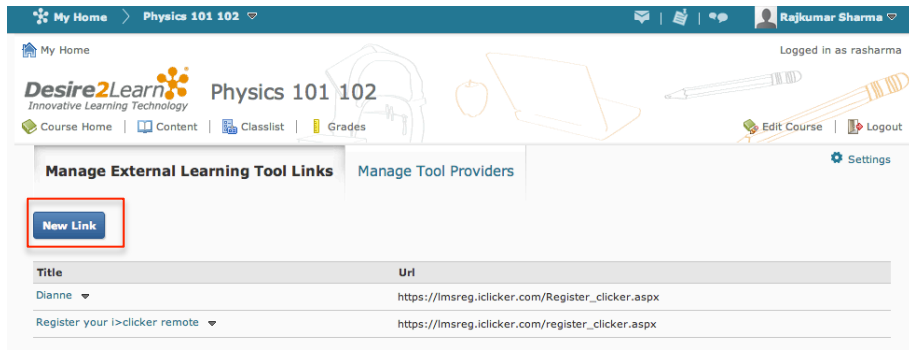 My Home Physics 101 102 Rajkumar Sharma
My Home Logged in as rasharma
Desire2Learn Physics 101 102
Innovative Learning Technology
Course Home | Content | Classlist | Grades Edit Course | Logout
Manage External Learning Tool Links Manage Tool Providers Settings
New Link
Title Url
Dianne https://lmsreg.iclicker.com/Register_clicker.aspx
Register your i>clicker remote https://lmsreg.iclicker.com/register_clicker.aspx